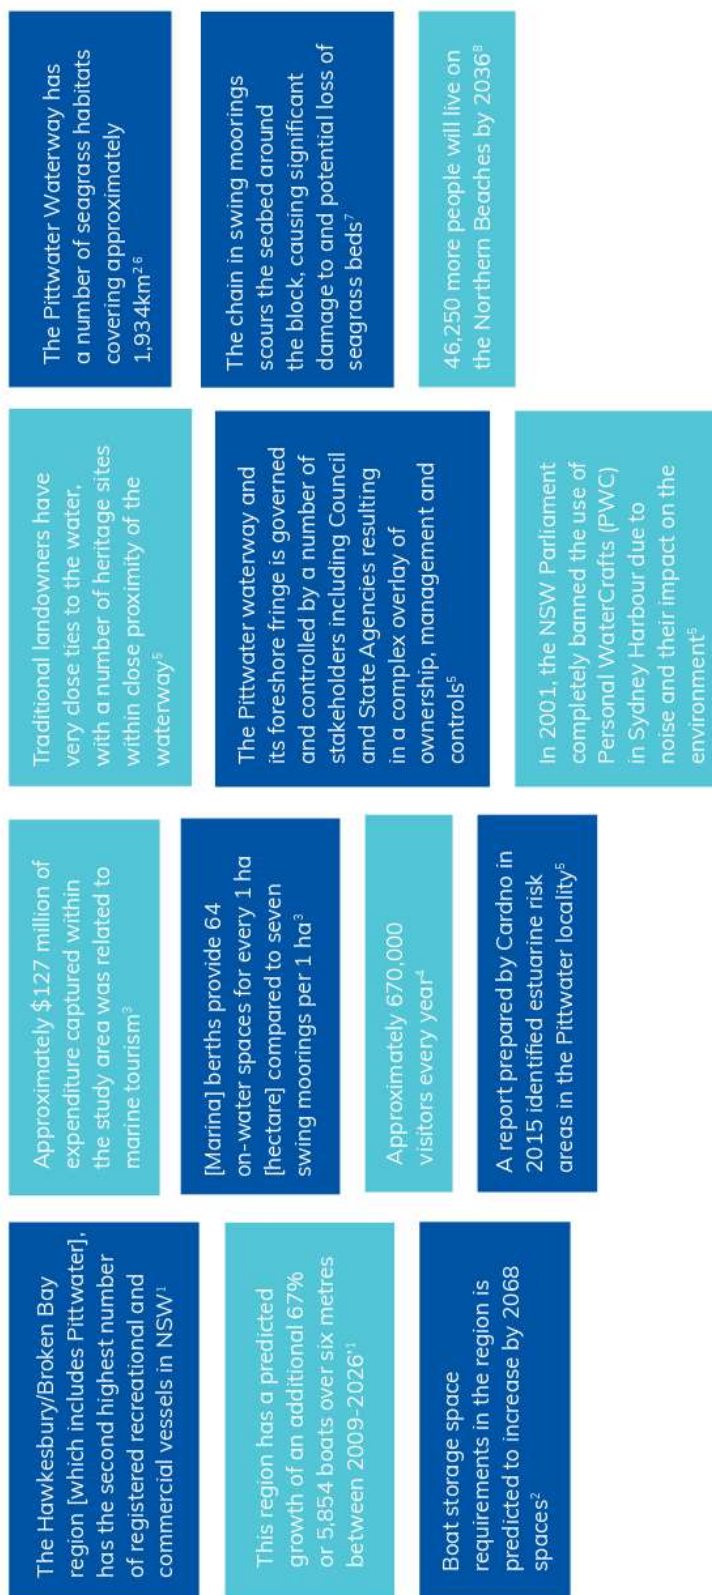 The Hawkesbury/Broken Bay
region [which includes Pittwater],
has the second highest number
of registered recreational and
commercial vessels in NSW¹
This region has a predicted
growth of an additional 67%
or 5,854 boats over six metres
between 2009-2026'¹
Boat storage space
requirements in the region is
predicted to increase by 2068
spaces²
Approximately $127 million of
expenditure captured within
the study area was related to
marine tourism³
[Marina] berths provide 64
on-water spaces for every 1 ha
[hectare] compared to seven
swing moorings per 1 ha³
Approximately 670,000
visitors every year⁴
A report prepared by Cardno in
2015 identified estuarine risk
areas in the Pittwater locality⁵
Traditional landowners have
very close ties to the water,
with a number of heritage sites
within close proximity of the
waterway⁵
The Pittwater waterway and
its foreshore fringe is governed
and controlled by a number of
stakeholders including Council
and State Agencies resulting
in a complex overlay of
ownership, management and
controls⁵
In 2001, the NSW Parliament
completely banned the use of
Personal WaterCrafts (PWC)
in Sydney Harbour due to
noise and their impact on the
environment⁵
The Pittwater Waterway has
a number of seagrass habitats
covering approximately
1,934km² ⁶
The chain in swing moorings
scours the seabed around
the block, causing significant
damage to and potential loss of
seagrass beds⁷
46,250 more people will live on
the Northern Beaches by 2036⁸